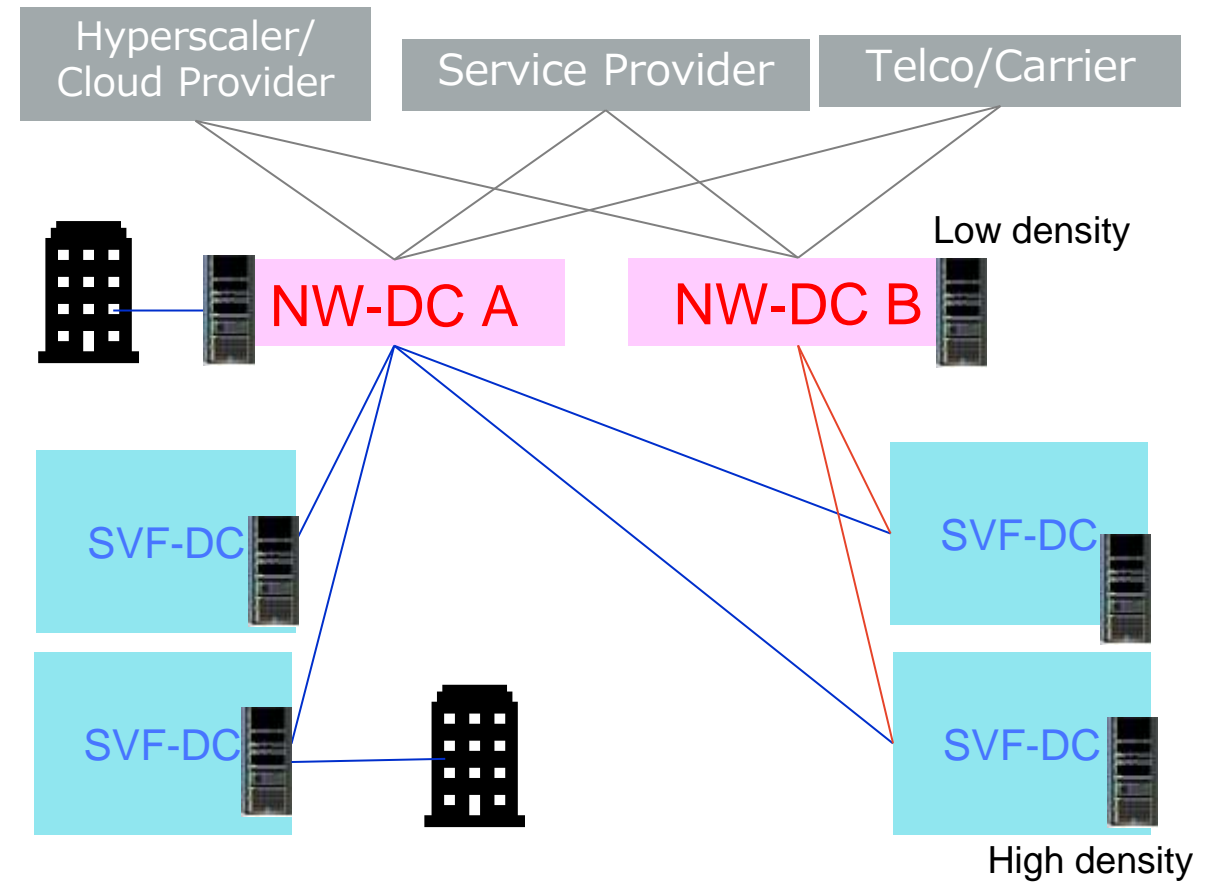 Hyperscaler/
Cloud Provider
Service Provider
Telco/Carrier
Low density
NW-DC A
NW-DC B
SVF-DC
SVF-DC
SVF-DC
SVF-DC
High density